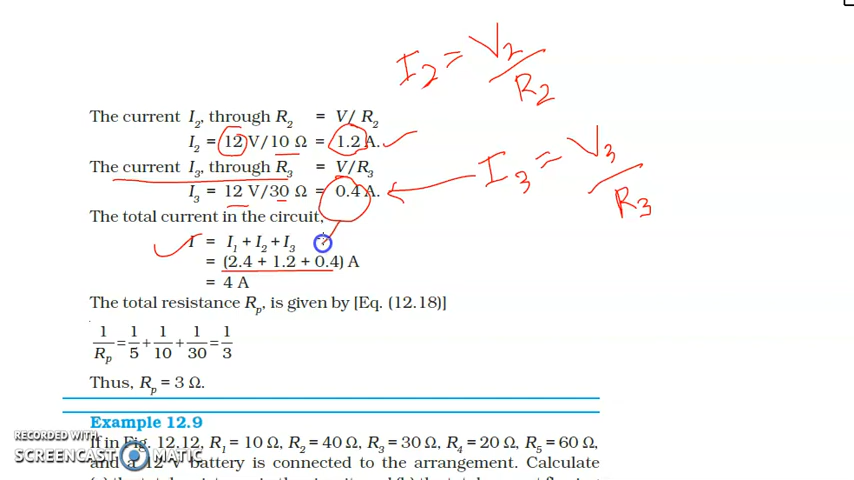 I₂ = V₂/R₂
The current I₂, through R₂ = V/ R₂
I₂ = 12 V/10 Ω = 1.2 A.
The current I₃, through R₃ = V/R₃
I₃ = 12 V/30 Ω = 0.4 A.
I₃ = V₃/R₃
The total current in the circuit,
I = I₁ + I₂ + I₃
= (2.4 + 1.2 + 0.4) A
= 4 A
The total resistance Rₚ, is given by [Eq. (12.18)]
1/Rₚ = 1/5 + 1/10 + 1/30 = 1/3
Thus, Rₚ = 3 Ω.
Example 12.9
If in Fig. 12.12, R₁ = 10 Ω, R₂ = 40 Ω, R₃ = 30 Ω, R₄ = 20 Ω, R₅ = 60 Ω,
and a 12 V battery is connected to the arrangement. Calculate
RECORDED WITH
SCREENCAST MATIC